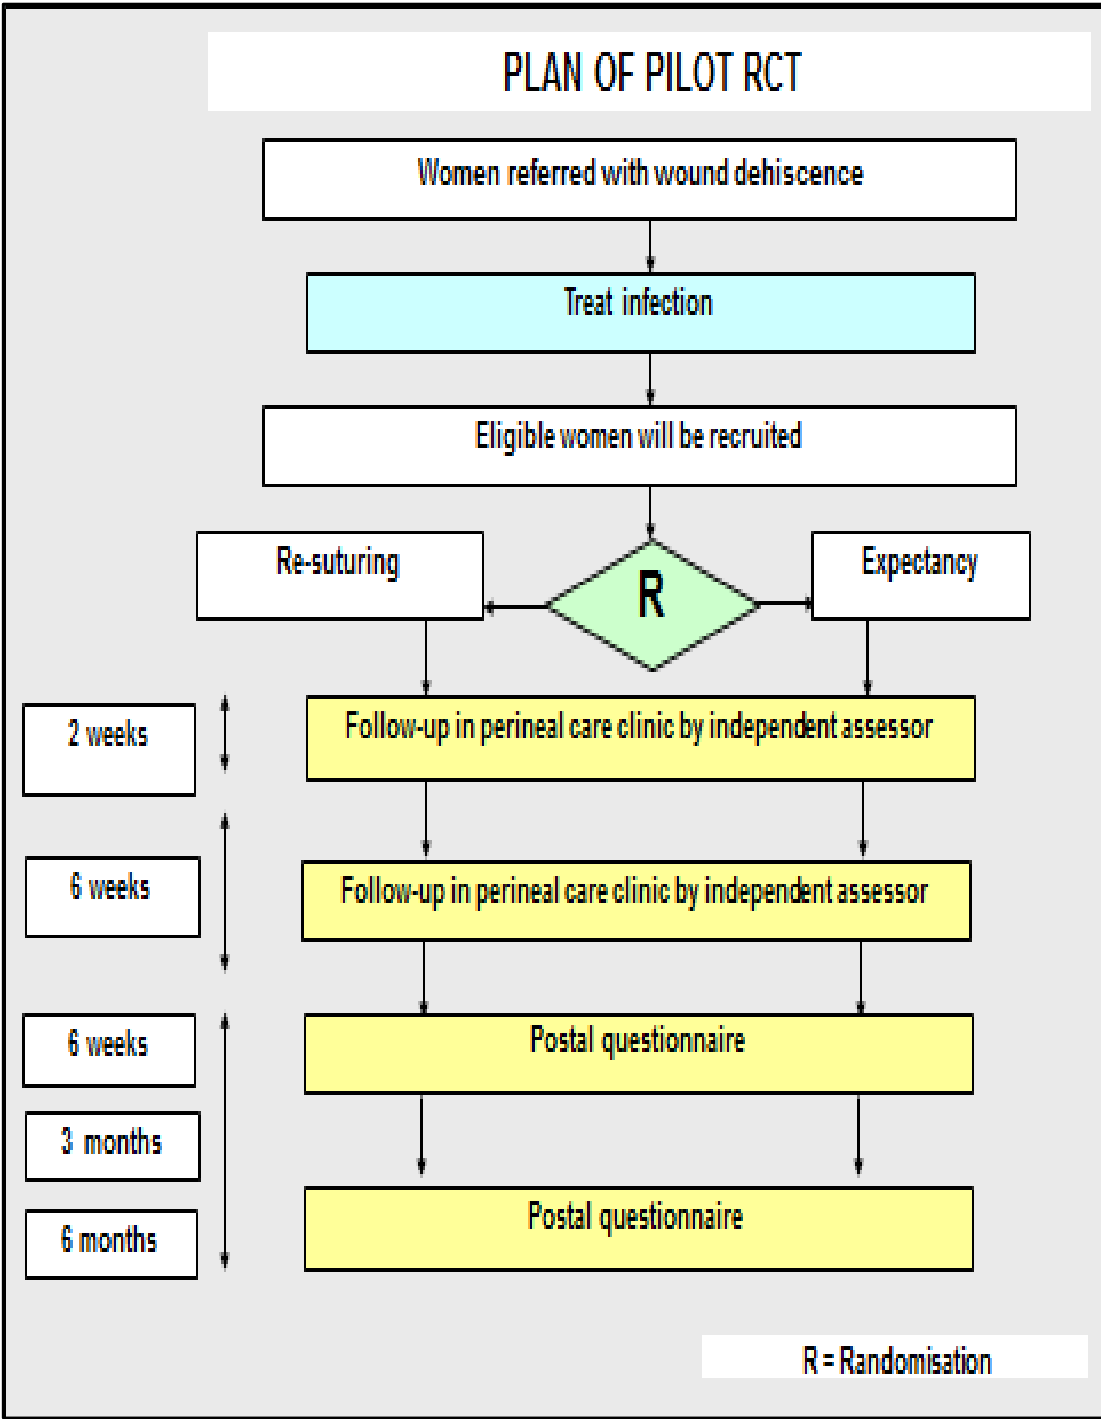 PLAN OF PILOT RCT
Women referred with wound dehiscence
Treat infection
Eligible women will be recruited
Re-suturing
R
Expectancy
2 weeks
Follow-up in perineal care clinic by independent assessor
6 weeks
Follow-up in perineal care clinic by independent assessor
6 weeks
Postal questionnaire
3 months
6 months
Postal questionnaire
R = Randomisation